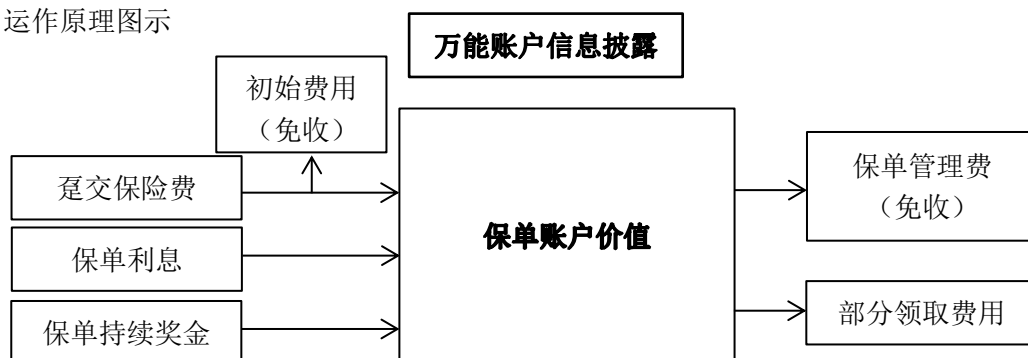 运作原理图示
万能账户信息披露
初始费用
（免收）
趸交保险费
保单利息
保单持续奖金
保单账户价值
保单管理费
（免收）
部分领取费用